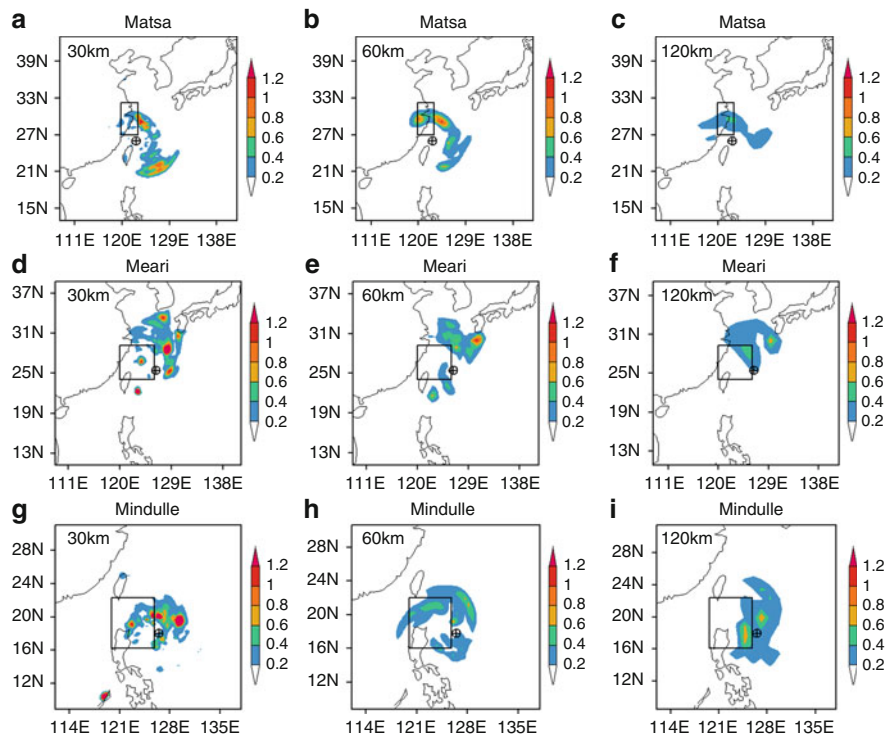 a Matsa
30km
39N
33N
27N
21N
15N
111E 120E 129E 138E
1.2
1
0.8
0.6
0.4
0.2
b Matsa
60km
39N
33N
27N
21N
15N
111E 120E 129E 138E
1.2
1
0.8
0.6
0.4
0.2
c Matsa
120km
39N
33N
27N
21N
15N
111E 120E 129E 138E
1.2
1
0.8
0.6
0.4
0.2
d Meari
30km
37N
31N
25N
19N
13N
111E 120E 129E 138E
1.2
1
0.8
0.6
0.4
0.2
e Meari
60km
37N
31N
25N
19N
13N
111E 120E 129E 138E
1.2
1
0.8
0.6
0.4
0.2
f Meari
120km
37N
31N
25N
19N
13N
111E 120E 129E 138E
1.2
1
0.8
0.6
0.4
0.2
g Mindulle
30km
28N
24N
20N
16N
12N
114E 121E 128E 135E
1.2
1
0.8
0.6
0.4
0.2
h Mindulle
60km
28N
24N
20N
16N
12N
114E 121E 128E 135E
1.2
1
0.8
0.6
0.4
0.2
i Mindulle
120km
28N
24N
20N
16N
12N
114E 121E 128E 135E
1.2
1
0.8
0.6
0.4
0.2